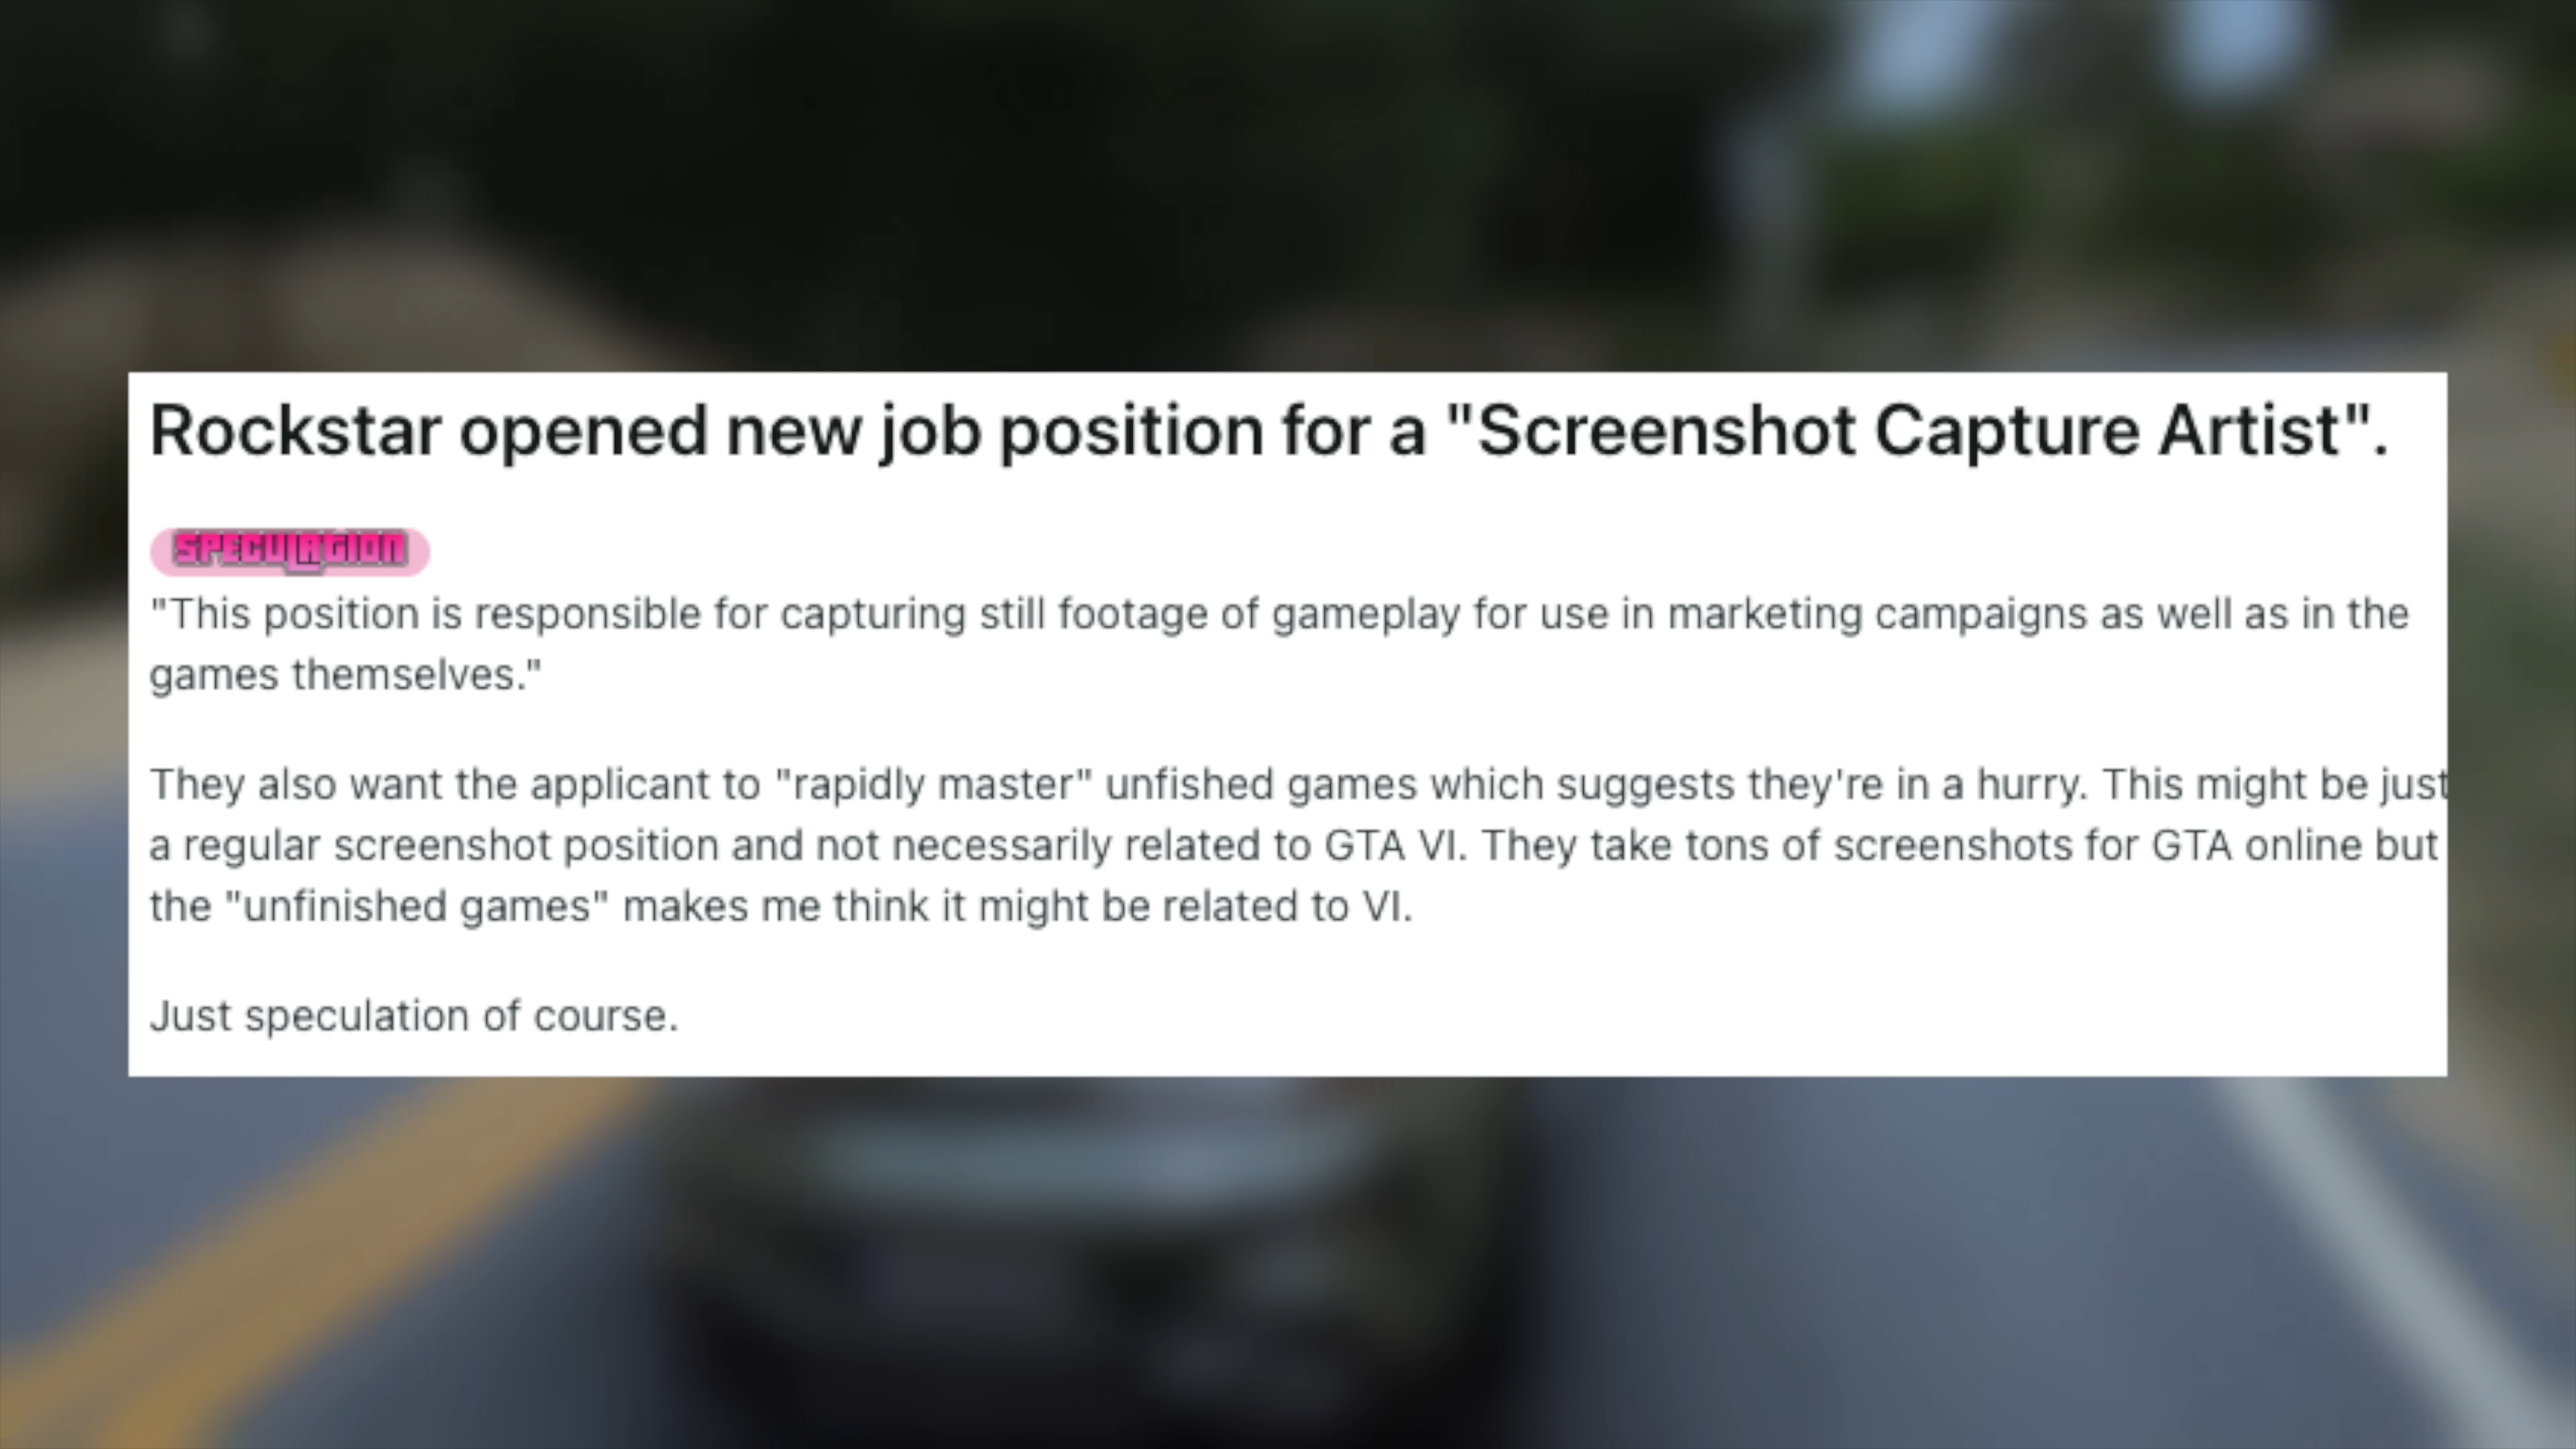 Rockstar opened new job position for a "Screenshot Capture Artist".
SPECULATION
"This position is responsible for capturing still footage of gameplay for use in marketing campaigns as well as in the
games themselves."
They also want the applicant to "rapidly master" unfished games which suggests they're in a hurry. This might be just
a regular screenshot position and not necessarily related to GTA VI. They take tons of screenshots for GTA online but
the "unfinished games" makes me think it might be related to VI.
Just speculation of course.